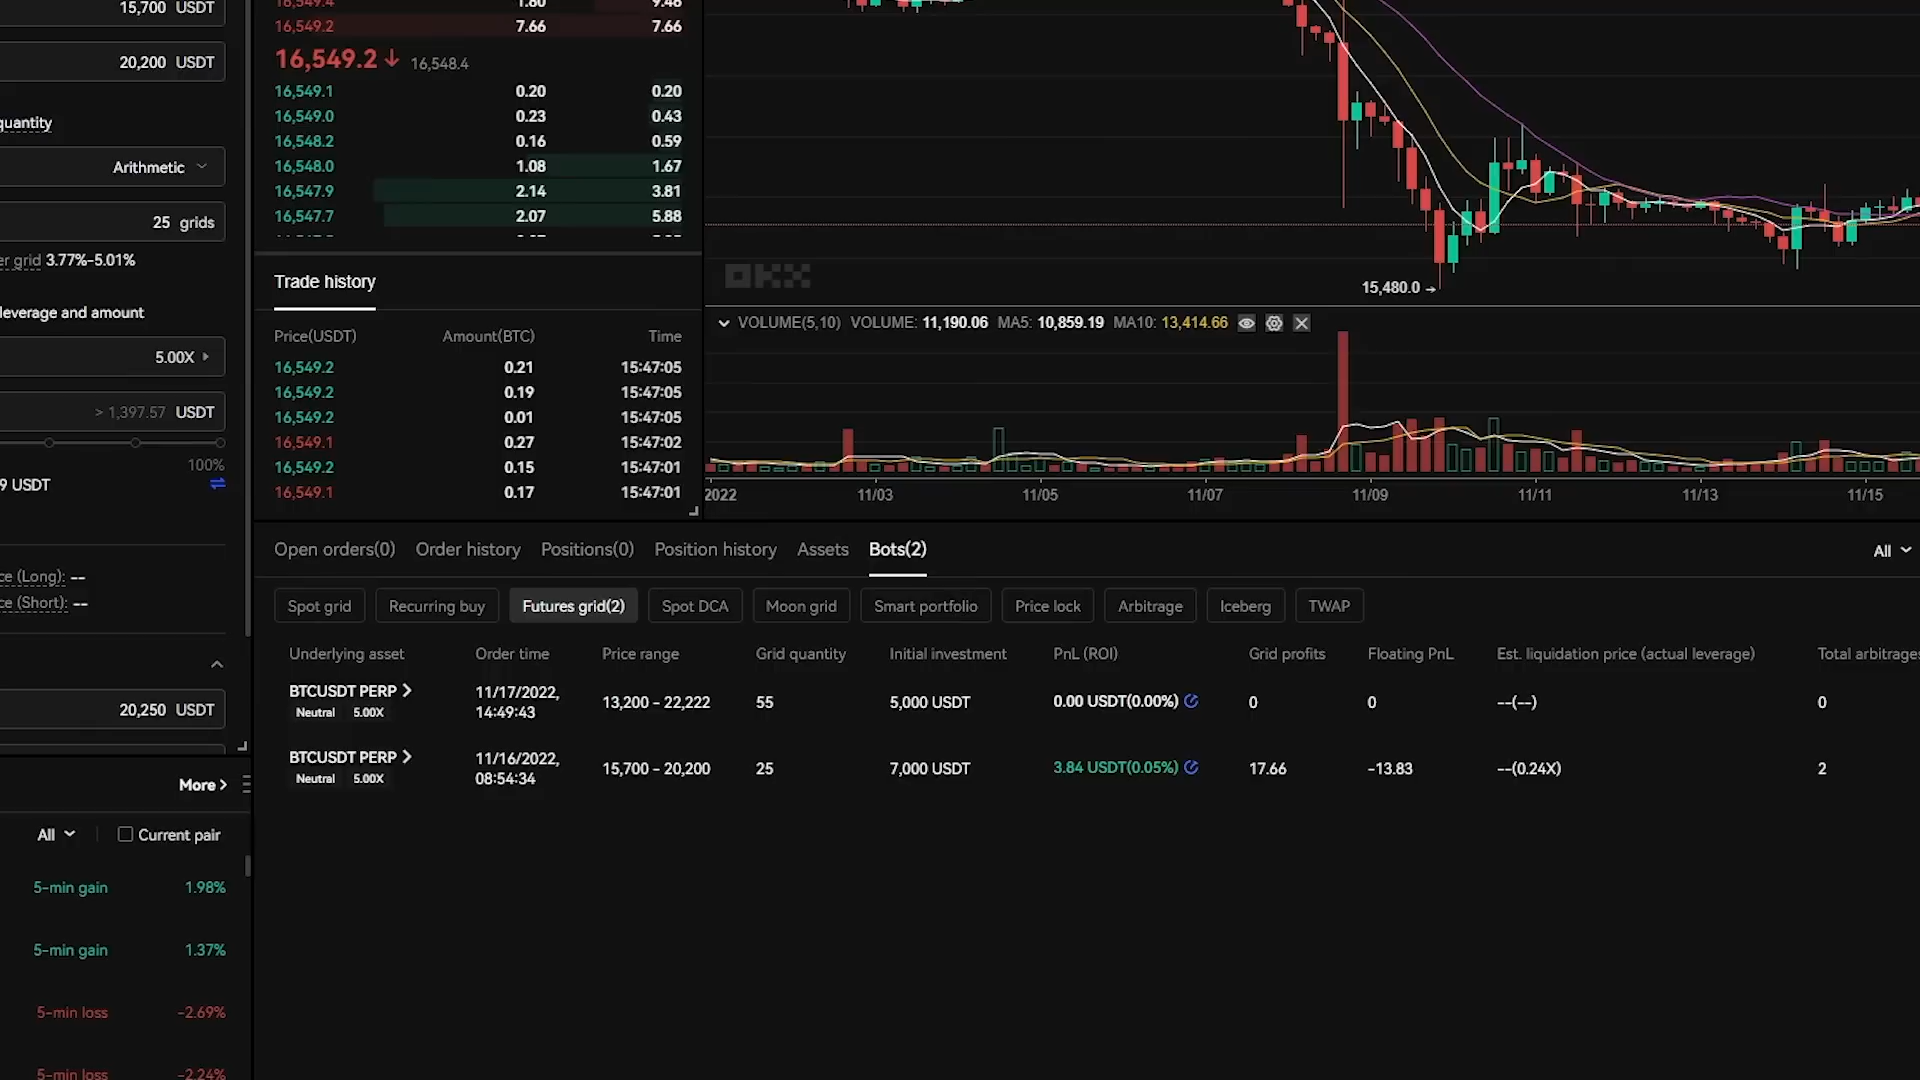 15,700 USDT
20,200 USDT
quantity
Arithmetic
25 grids
er grid 3.77%-5.01%
leverage and amount
5.00X
> 1,397.57 USDT
100%
9 USDT
ce (Long): --
ce (Short): --
20,250 USDT
More >
All
Current pair
5-min gain 1.98%
5-min gain 1.37%
5-min loss -2.69%
5-min loss -2.24%
16,549.4 1.80 9.46
16,549.2 7.66 7.66
16,549.2↓ 16,548.4
16,549.1 0.20 0.20
16,549.0 0.23 0.43
16,548.2 0.16 0.59
16,548.0 1.08 1.67
16,547.9 2.14 3.81
16,547.7 2.07 5.88
Trade history
Price(USDT) Amount(BTC) Time
16,549.2 0.21 15:47:05
16,549.2 0.19 15:47:05
16,549.2 0.01 15:47:05
16,549.1 0.27 15:47:02
16,549.2 0.15 15:47:01
16,549.1 0.17 15:47:01
OKX
15,480.0 →
VOLUME(5,10) VOLUME: 11,190.06 MA5: 10,859.19 MA10: 13,414.66
2022 11/03 11/05 11/07 11/09 11/11 11/13 11/15
Open orders(0) Order history Positions(0) Position history Assets Bots(2) All
Spot grid Recurring buy Futures grid(2) Spot DCA Moon grid Smart portfolio Price lock Arbitrage Iceberg TWAP
Underlying asset Order time Price range Grid quantity Initial investment PnL (ROI) Grid profits Floating PnL Est. liquidation price (actual leverage) Total arbitrages
BTCUSDT PERP > 11/17/2022, 13,200 - 22,222 55 5,000 USDT 0.00 USDT(0.00%) 0 0 --(--) 0
Neutral 5.00X 14:49:43
BTCUSDT PERP > 11/16/2022, 15,700 - 20,200 25 7,000 USDT 3.84 USDT(0.05%) 17.66 -13.83 --(0.24X) 2
Neutral 5.00X 08:54:34